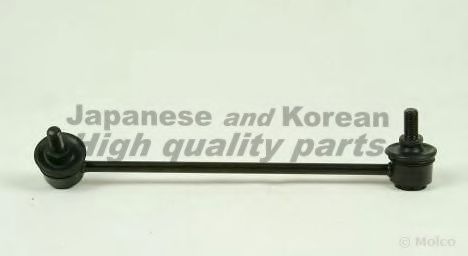 Japanese and Korean
High quality parts
© Molco